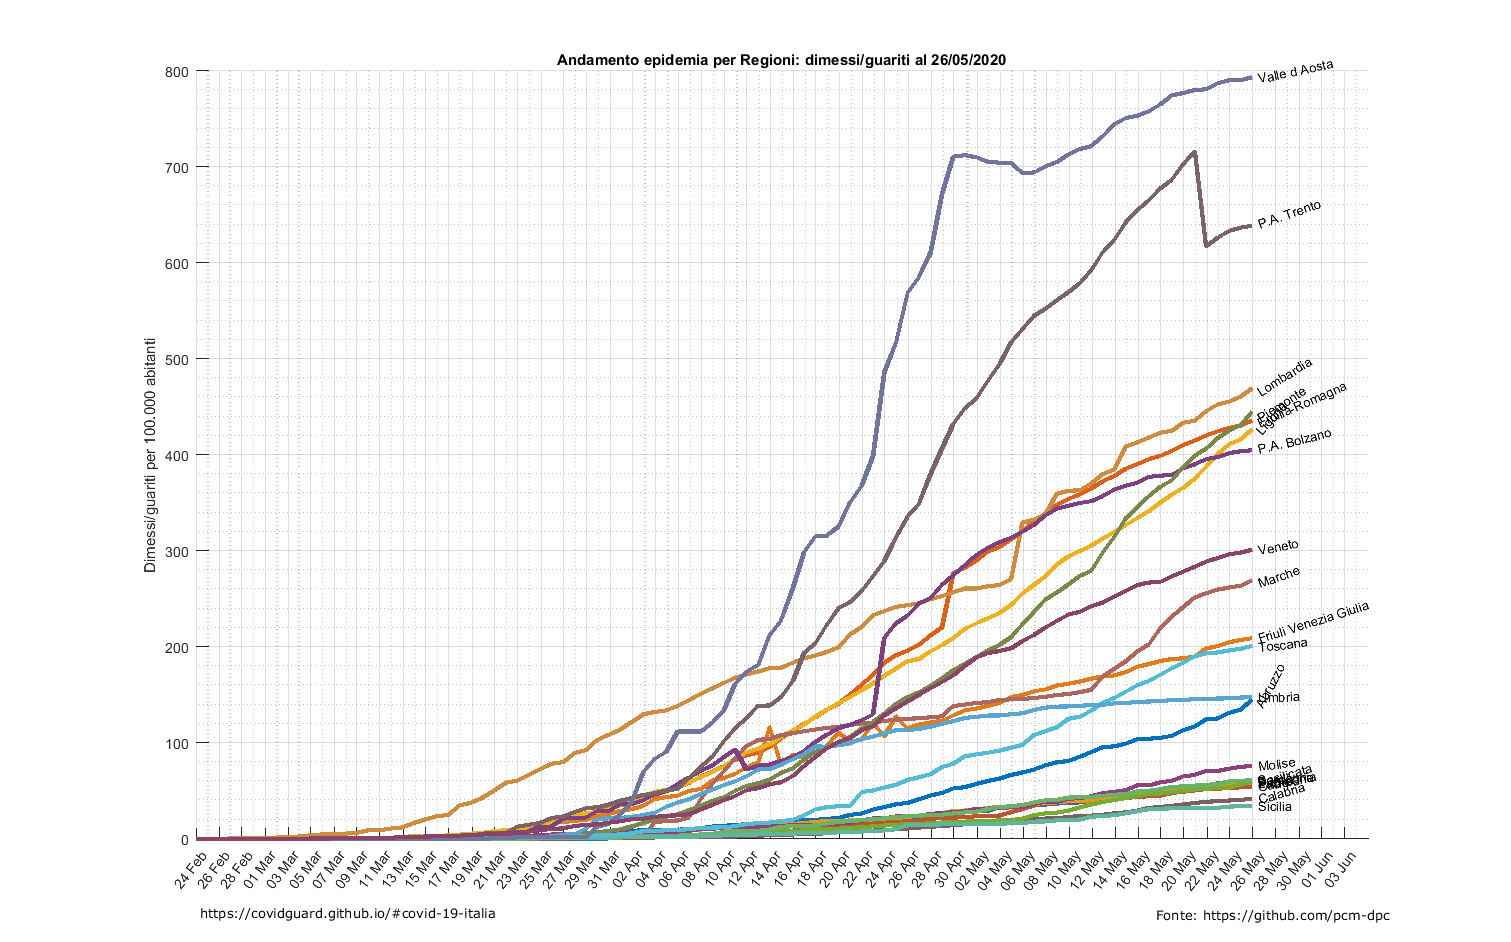 Andamento epidemia per Regioni: dimessi/guariti al 26/05/2020
Dimessi/guariti per 100.000 abitanti
800
700
600
500
400
300
200
100
0
Valle d Aosta
P.A. Trento
Lombardia
Piemonte
Emilia-Romagna
Liguria
P.A. Bolzano
Veneto
Marche
Friuli Venezia Giulia
Toscana
Abruzzo
Umbria
Molise
Basilicata
Calabria
Sicilia
24 Feb
26 Feb
28 Feb
01 Mar
03 Mar
05 Mar
07 Mar
09 Mar
11 Mar
13 Mar
15 Mar
17 Mar
19 Mar
21 Mar
23 Mar
25 Mar
27 Mar
29 Mar
31 Mar
02 Apr
04 Apr
06 Apr
08 Apr
10 Apr
12 Apr
14 Apr
16 Apr
18 Apr
20 Apr
22 Apr
24 Apr
26 Apr
28 Apr
30 Apr
02 May
04 May
06 May
08 May
10 May
12 May
14 May
16 May
18 May
20 May
22 May
24 May
26 May
28 May
30 May
01 Jun
03 Jun
https://covidguard.github.io/#covid-19-italia
Fonte: https://github.com/pcm-dpc